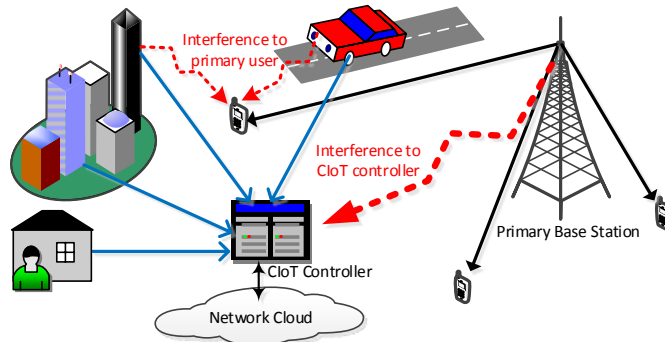 Interference to
primary user
Interference to
CIoT controller
Primary Base Station
CIoT Controller
Network Cloud